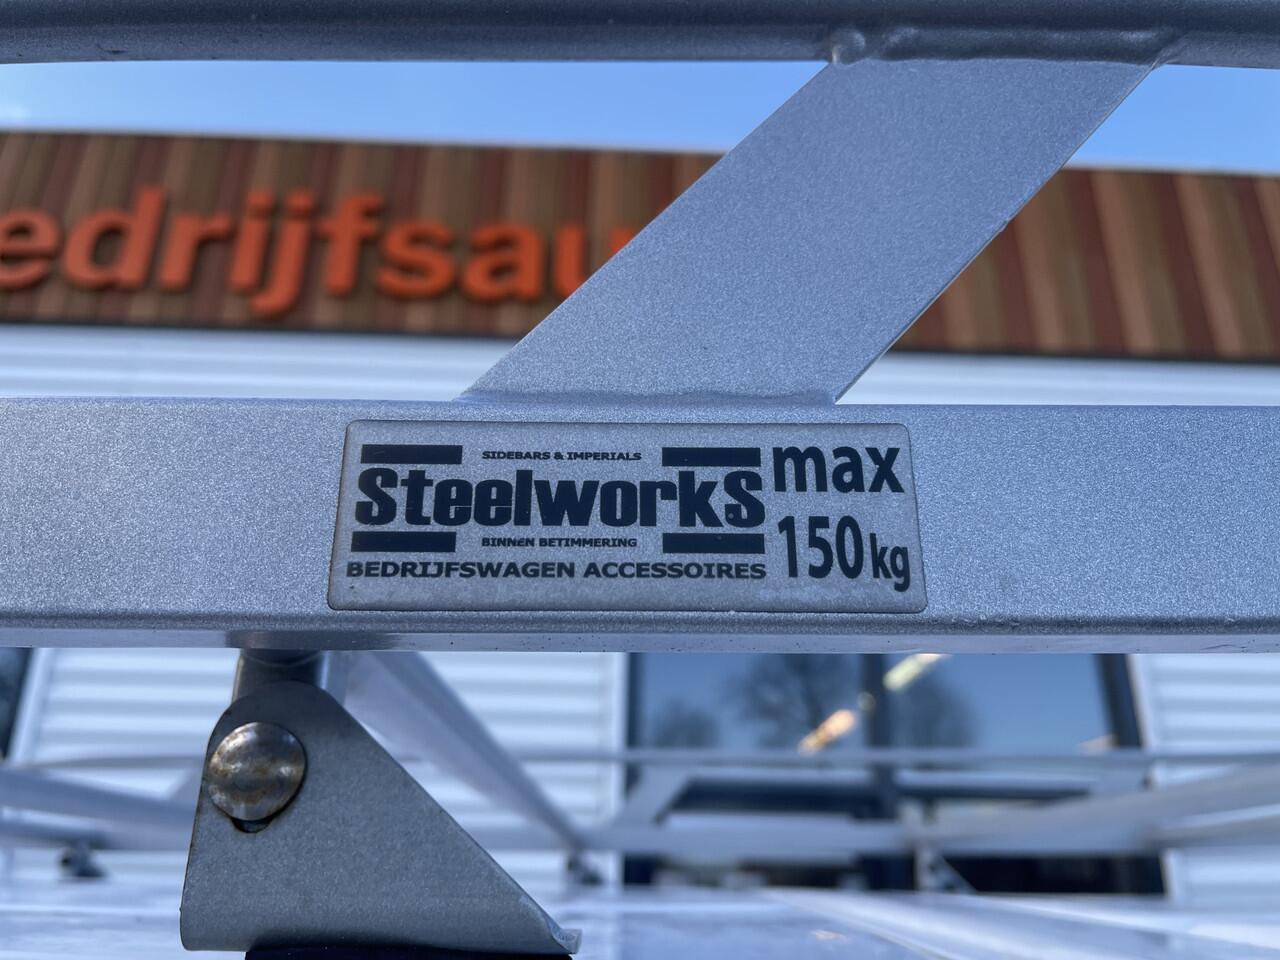 edrijfsau
SIDEBARS & IMPERIALS
Steelworks
BINNEN BETIMMERING
BEDRIJFSWAGEN ACCESSOIRES
max
150 kg